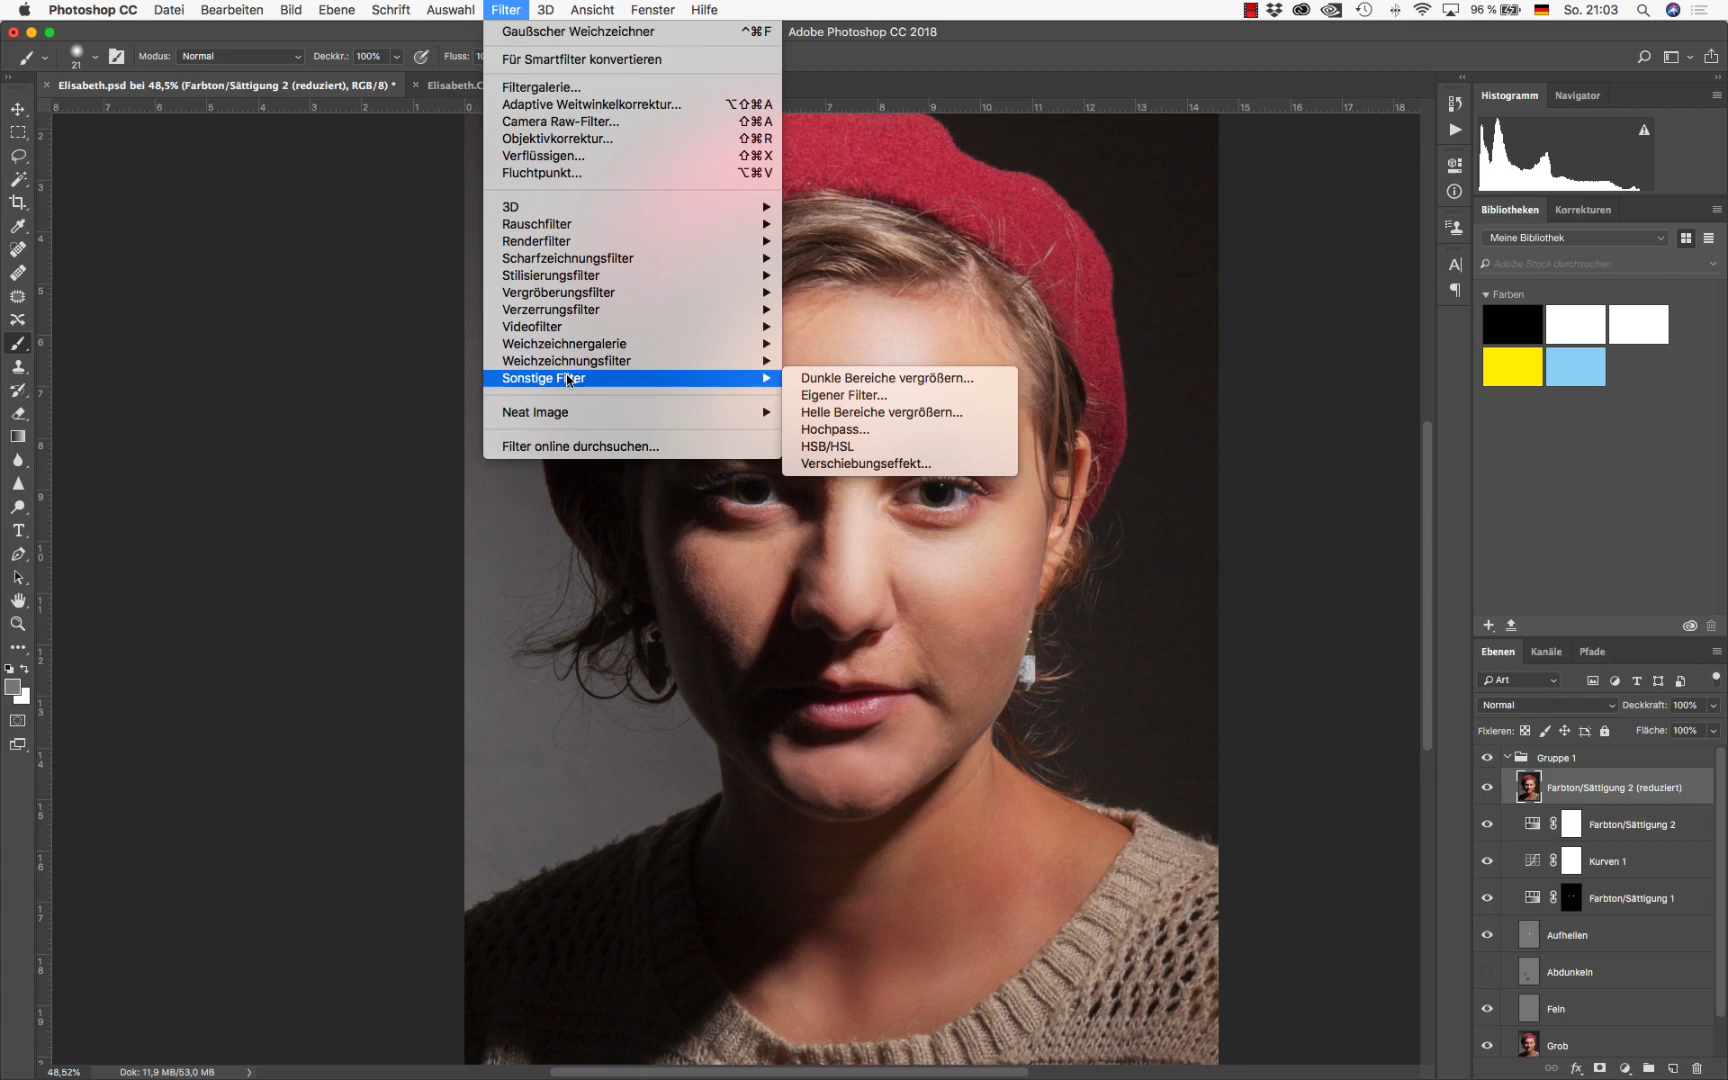 Photoshop CC Datei Bearbeiten Bild Ebene Schrift Auswahl Filter 3D Ansicht Fenster Hilfe 96 % So. 21:03
Adobe Photoshop CC 2018
21 Modus: Normal Deckkr.: 100% Fluss:
Elisabeth.psd bei 48,5% (Farbton/Sättigung 2 (reduziert), RGB/8) *
Gaußscher Weichzeichner ^⌘F
Für Smartfilter konvertieren
Filtergalerie...
Adaptive Weitwinkelkorrektur... ⌥⇧⌘A
Camera Raw-Filter... ⇧⌘A
Objektivkorrektur... ⇧⌘R
Verflüssigen... ⇧⌘X
Fluchtpunkt... ⌥⌘V
3D
Rauschfilter
Renderfilter
Scharfzeichnungsfilter
Stilisierungsfilter
Vergröberungsfilter
Verzerrungsfilter
Videofilter
Weichzeichnergalerie
Weichzeichnungsfilter
Sonstige Filter
Neat Image
Filter online durchsuchen...
Dunkle Bereiche vergrößern...
Eigener Filter...
Helle Bereiche vergrößern...
Hochpass...
HSB/HSL
Verschiebungseffekt...
Histogramm Navigator
Bibliotheken Korrekturen
Meine Bibliothek
Adobe Stock durchsuchen
Farben
Ebenen Kanäle Pfade
Art
Normal Deckkraft: 100%
Fixieren: Fläche: 100%
Gruppe 1
Farbton/Sättigung 2 (reduziert)
Farbton/Sättigung 2
Kurven 1
Farbton/Sättigung 1
Aufhellen
Abdunkeln
Fein
Grob
48,52% Dok: 11,9 MB/53,0 MB